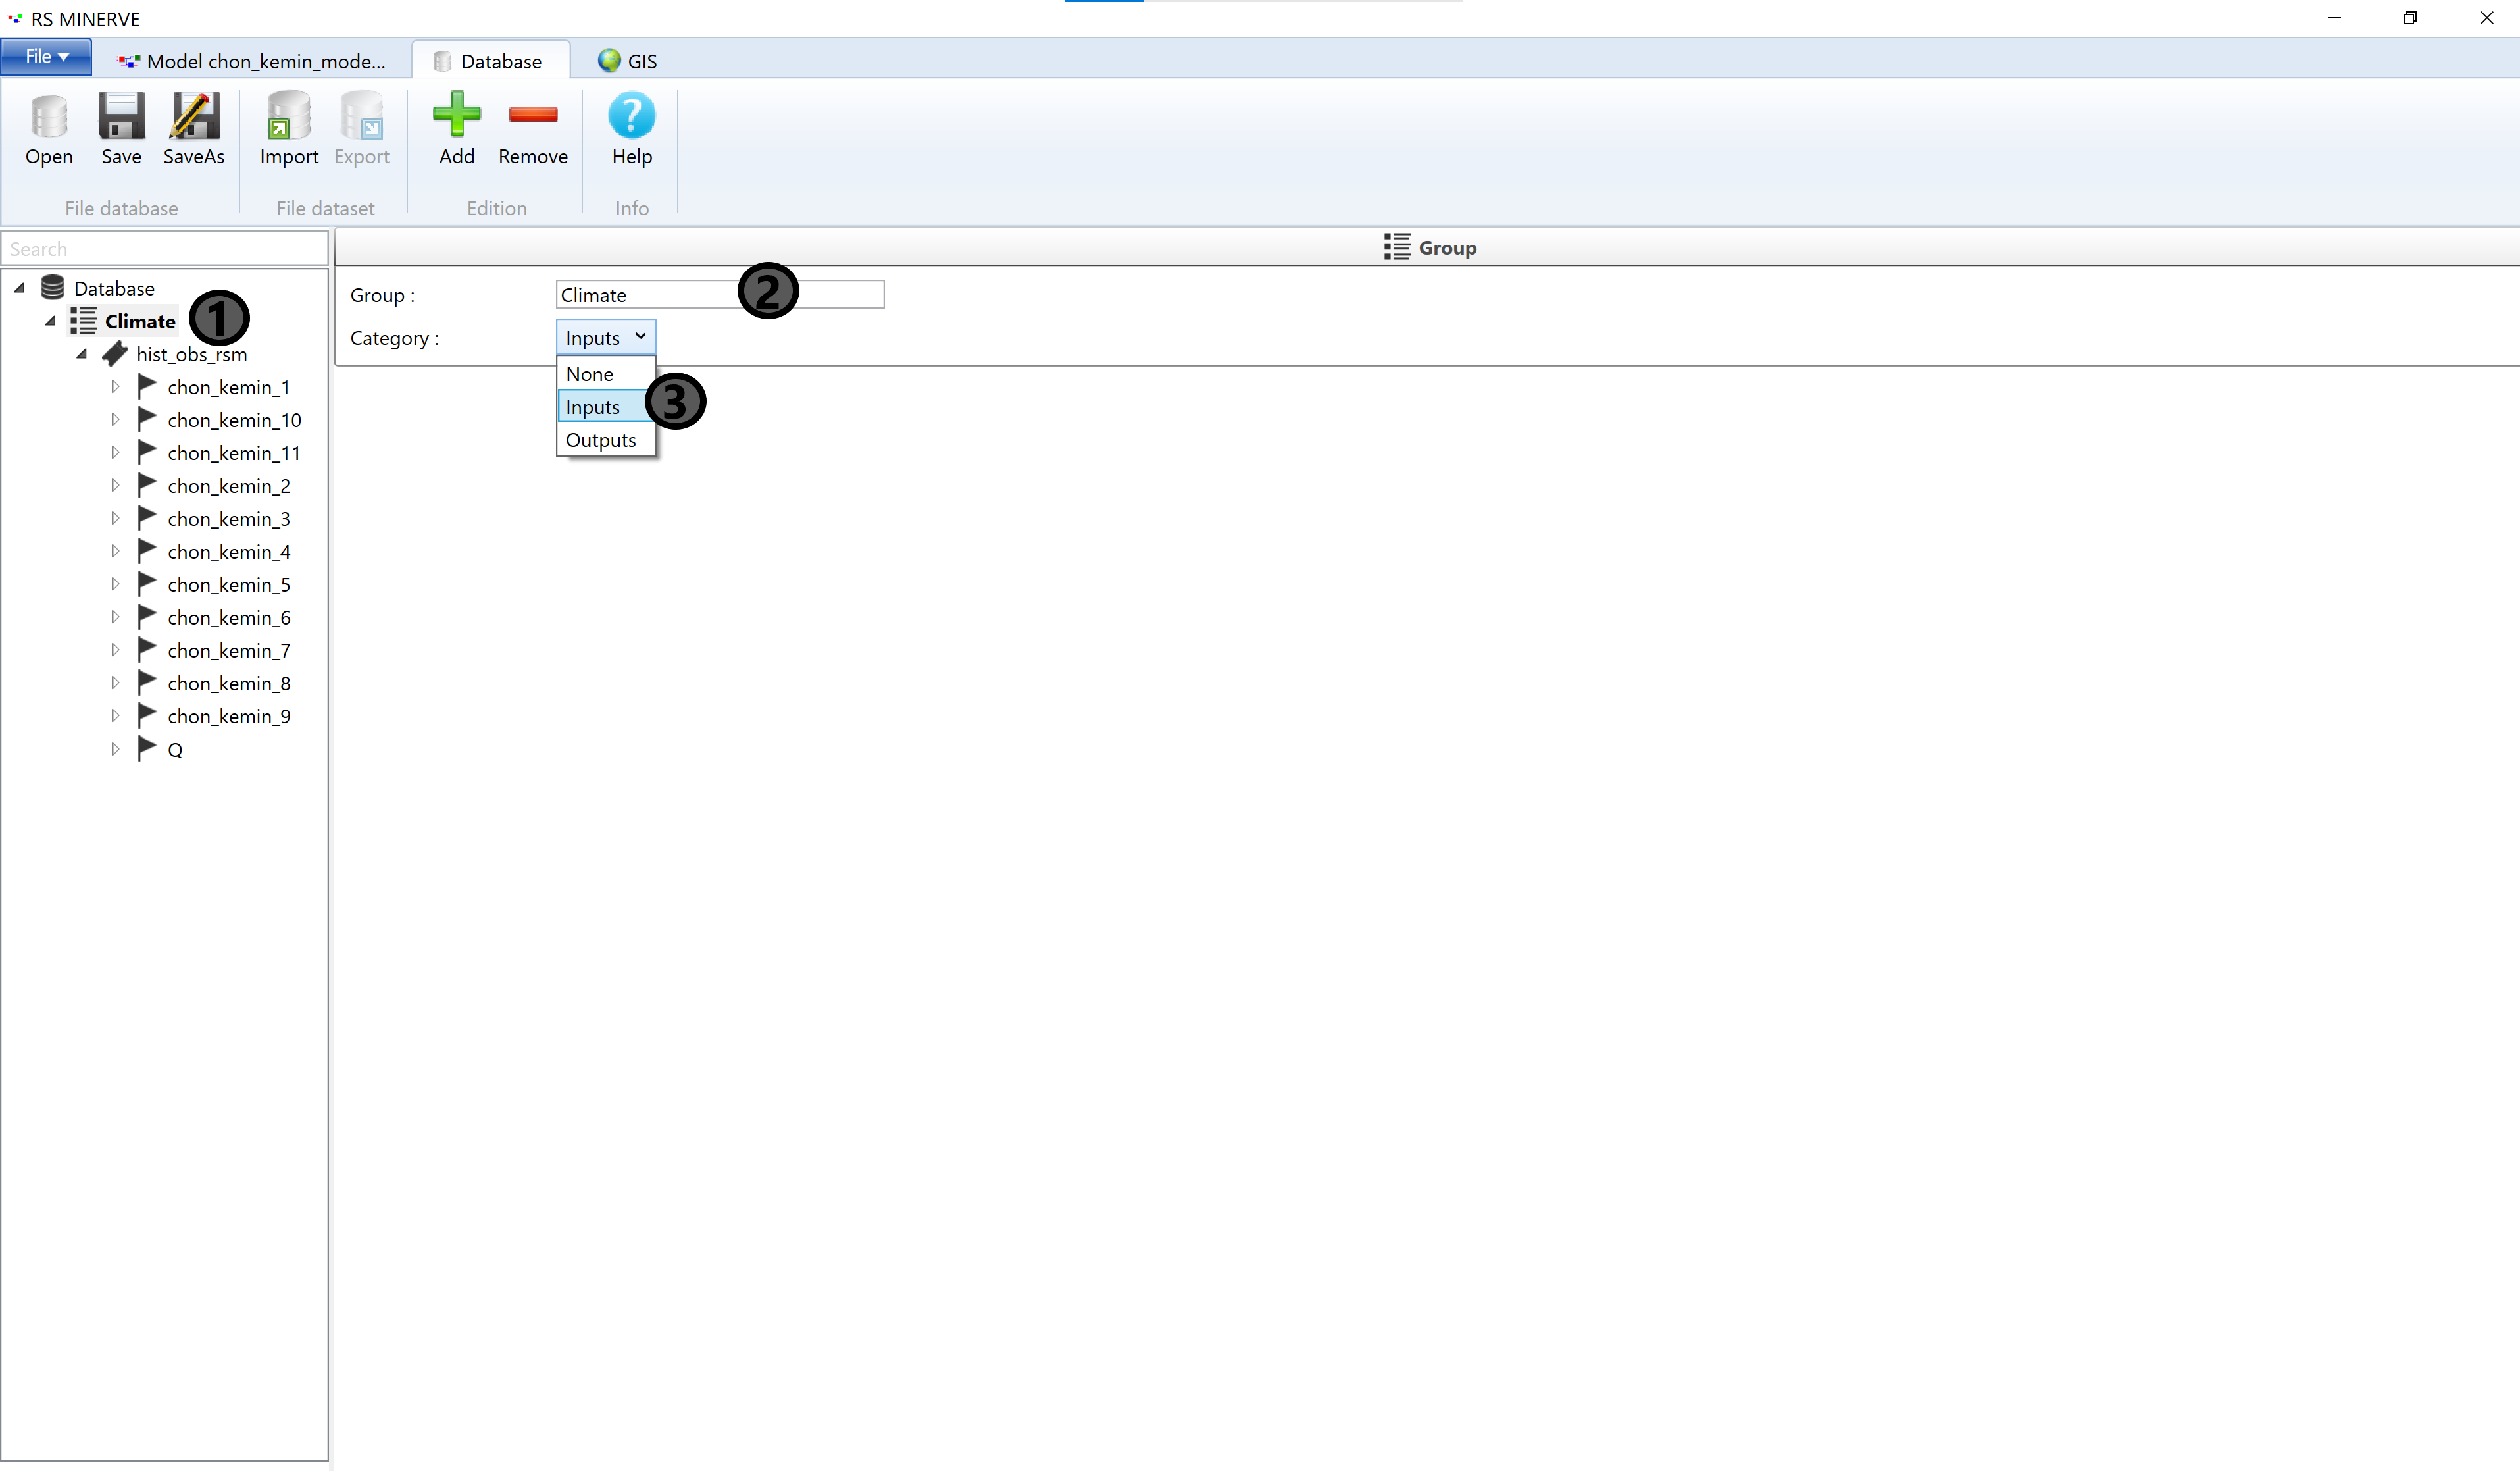 RS MINERVE
File Model chon_kemin_mode... Database GIS
Open Save SaveAs Import Export Add Remove Help
File database File dataset Edition Info
Search
Group
Database
Climate 1
hist_obs_rsm
chon_kemin_1
chon_kemin_10
chon_kemin_11
chon_kemin_2
chon_kemin_3
chon_kemin_4
chon_kemin_5
chon_kemin_6
chon_kemin_7
chon_kemin_8
chon_kemin_9
Q
Group : Climate 2
Category : Inputs
None
Inputs 3
Outputs